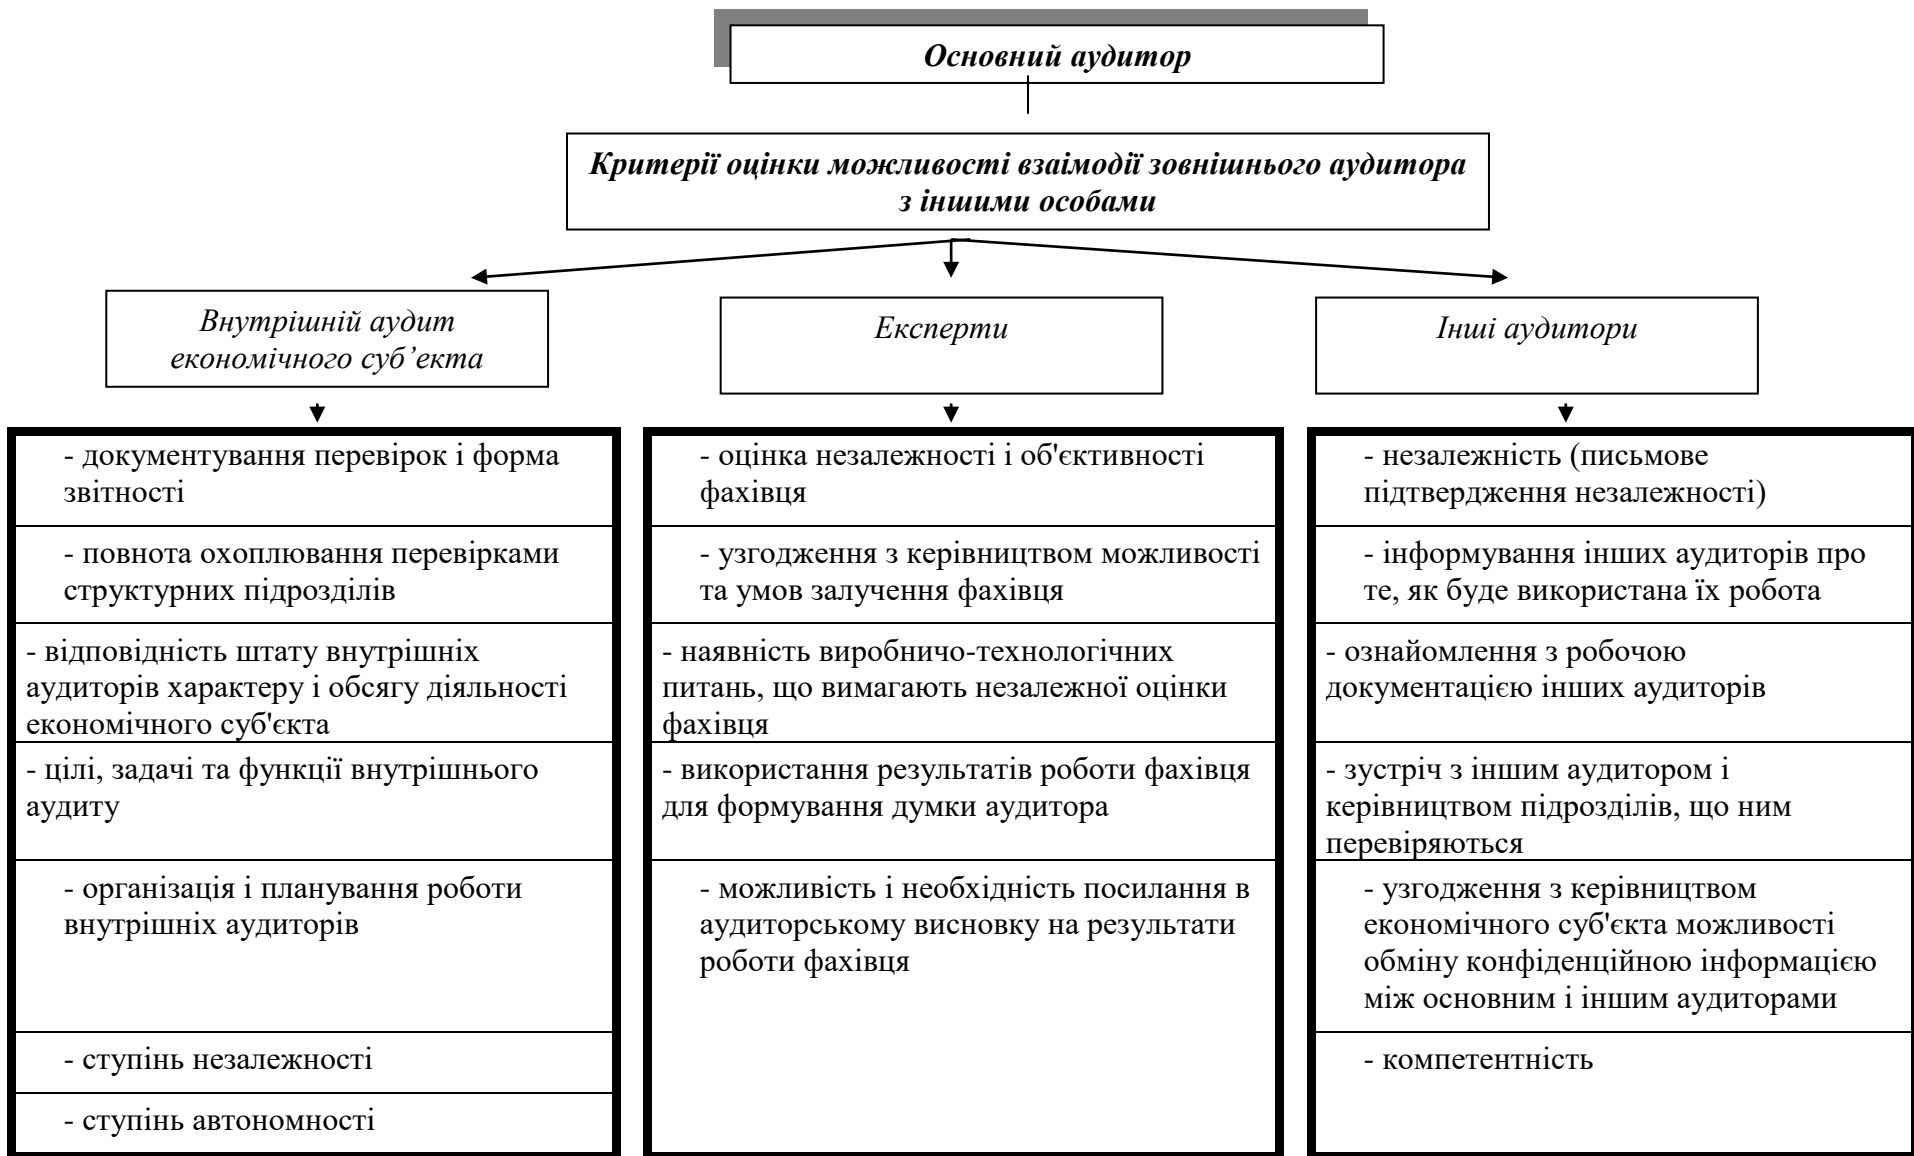 Основний аудитор
Критерії оцінки можливості взаімодії зовнішнього аудитора
з іншими особами
Внутрішній аудит
економічного суб’екта
Експерти
Інші аудитори
- документування перевірок і форма
звітності
- повнота охоплювання перевірками
структурних підрозділів
- відповідність штату внутрішніх
аудиторів характеру і обсягу діяльності
економічного суб'єкта
- цілі, задачі та функції внутрішнього
аудиту
- організація і планування роботи
внутрішніх аудиторів
- ступінь незалежності
- ступінь автономності
- оцінка незалежності і об'єктивності
фахівця
- узгодження з керівництвом можливості
та умов залучення фахівця
- наявність виробничо-технологічних
питань, що вимагають незалежної оцінки
фахівця
- використання результатів роботи фахівця
для формування думки аудитора
- можливість і необхідність посилання в
аудиторському висновку на результати
роботи фахівця
- незалежність (письмове
підтвердження незалежності)
- інформування інших аудиторів про
те, як буде використана їх робота
- ознайомлення з робочою
документацією інших аудиторів
- зустріч з іншим аудитором і
керівництвом підрозділів, що ним
перевіряються
- узгодження з керівництвом
економічного суб'єкта можливості
обміну конфіденційною інформацією
між основним і іншим аудиторами
- компетентність